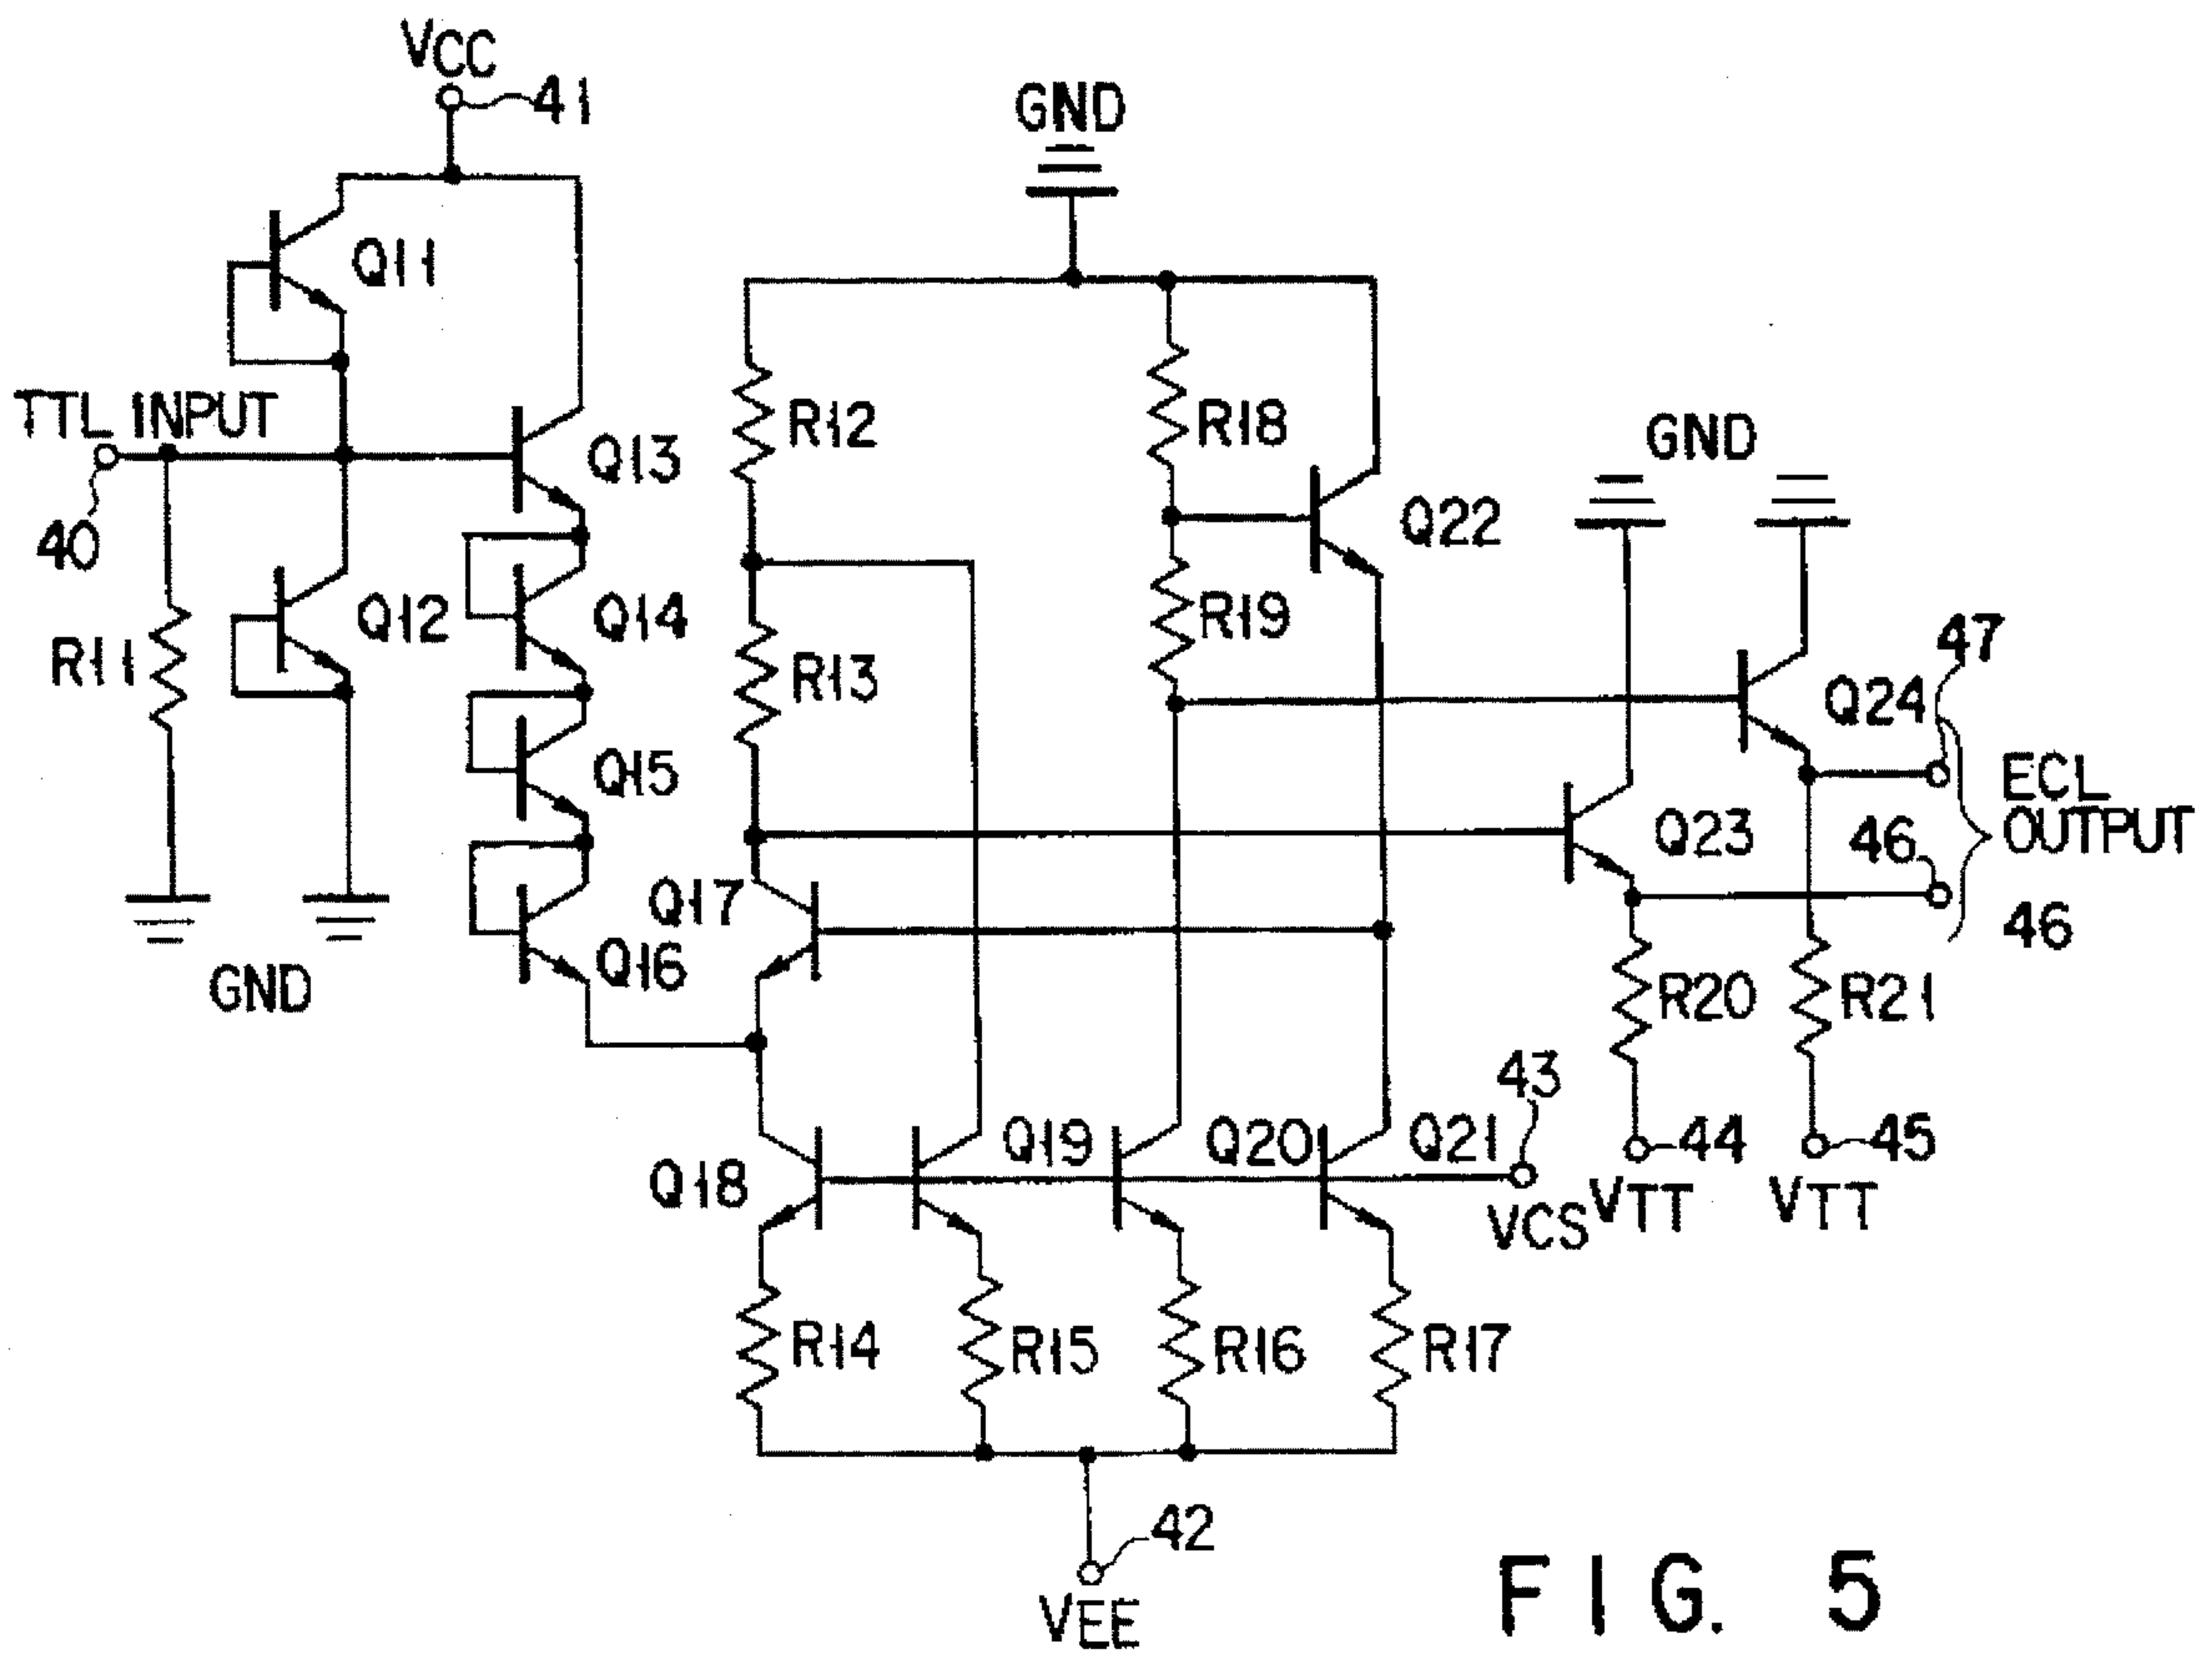 VCC
41
GND
Q11
TTL INPUT
R12
R18
GND
Q13
Q22
40
Q12
Q14
R19
47
R11
R13
Q24
Q15
ECL
OUTPUT
Q23
46
Q17
46
Q16
GND
R20
R21
43
Q19
Q20
Q21
44
45
Q18
VCS
VTT
VTT
R14
R15
R16
R17
42
VEE
FIG. 5